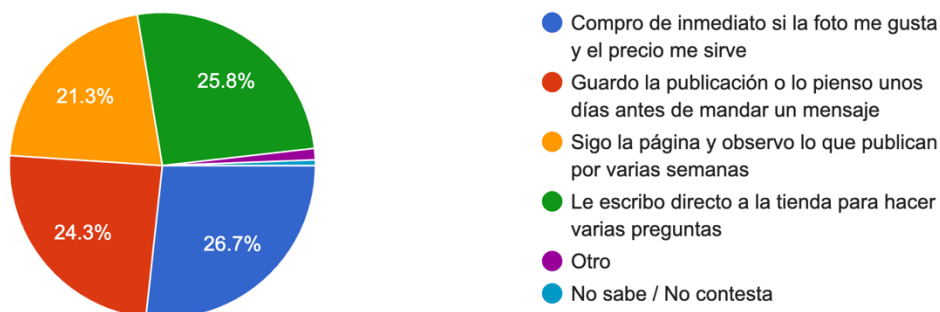 25.8%
21.3%
24.3%
26.7%
Compro de inmediato si la foto me gusta
y el precio me sirve
Guardo la publicación o lo pienso unos
días antes de mandar un mensaje
Sigo la página y observo lo que publican
por varias semanas
Le escribo directo a la tienda para hacer
varias preguntas
Otro
No sabe / No contesta